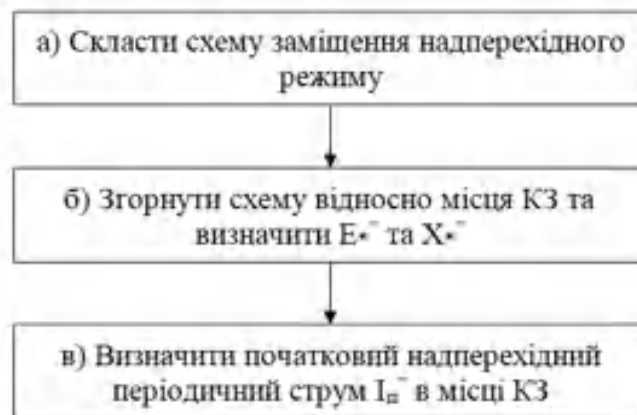 а) Скласти схему заміщення надперехідного
режиму
б) Згорнути схему відносно місця КЗ та
визначити E*¨ та X*¨
в) Визначити початковий надперехідний
періодичний струм Iп¨ в місці КЗ